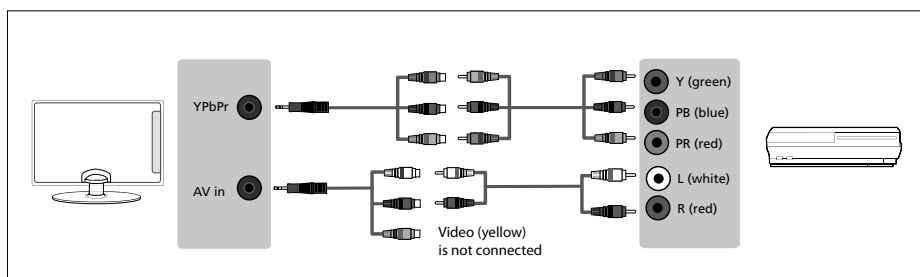 YPbPr
AV in
Y (green)
PB (blue)
PR (red)
L (white)
R (red)
Video (yellow)
is not connected